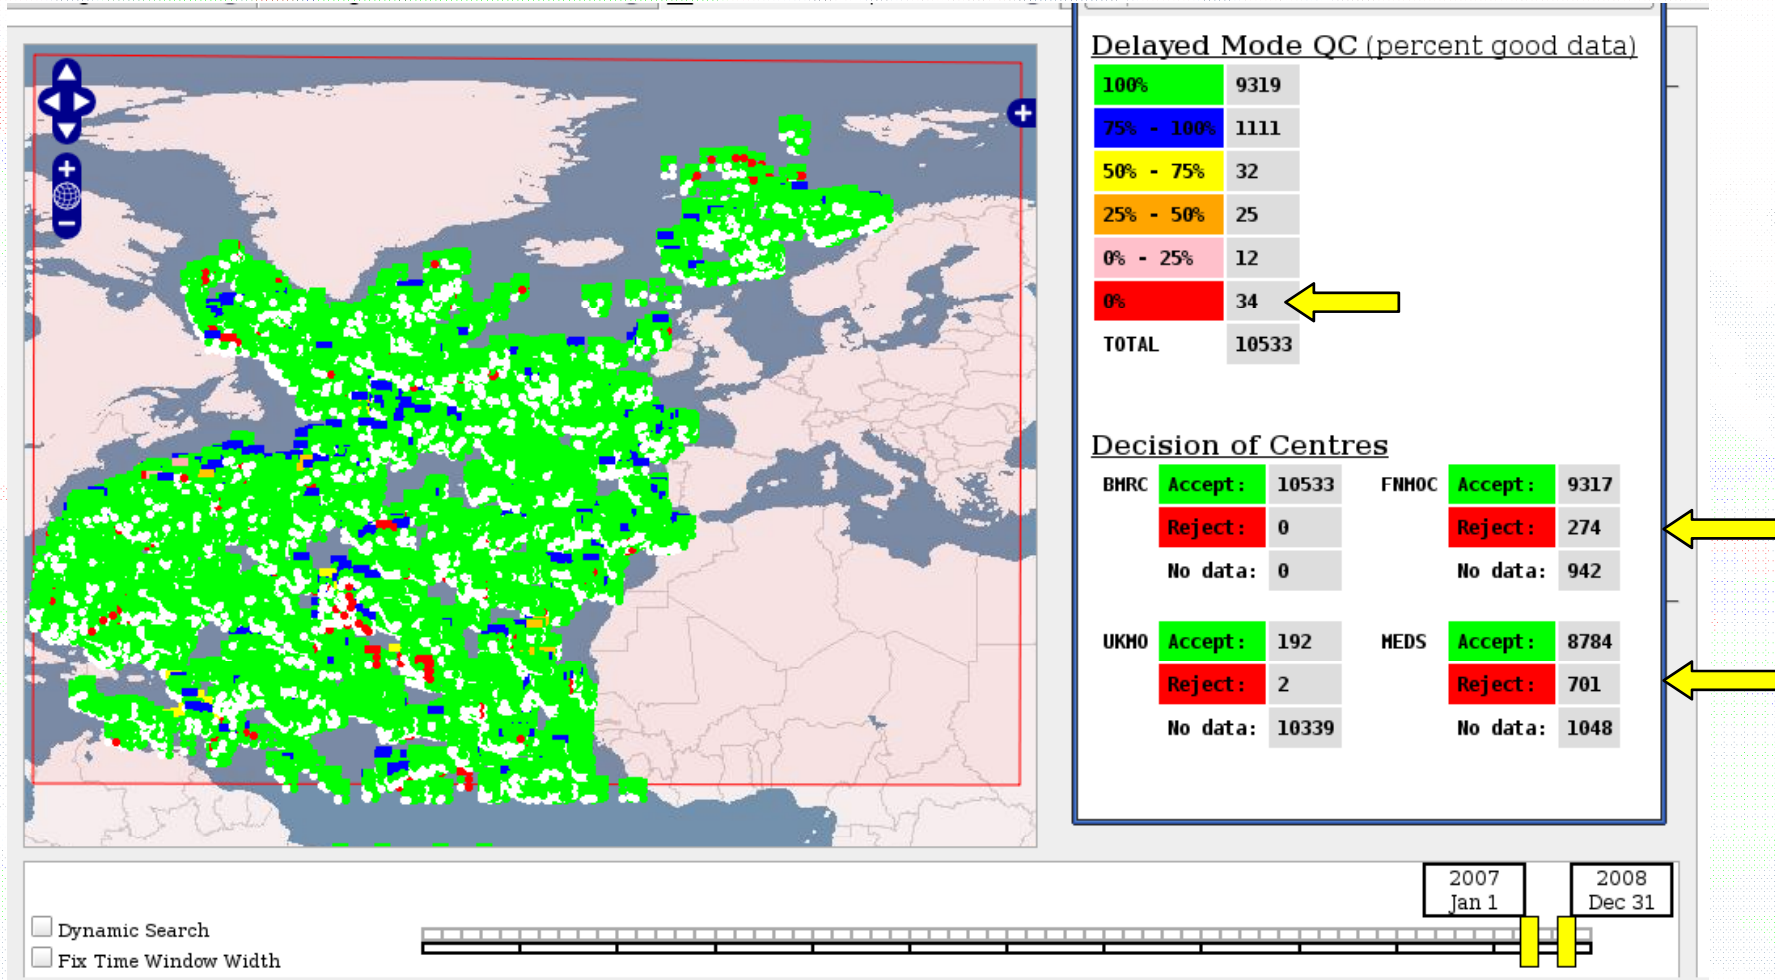 Delayed Mode QC (percent good data)
100% 9319
75% - 100% 1111
50% - 75% 32
25% - 50% 25
0% - 25% 12
0% 34
TOTAL 10533
Decision of Centres
BMRC Accept: 10533 FNMOC Accept: 9317
Reject: 0 Reject: 274
No data: 0 No data: 942
UKMO Accept: 192 MEDS Accept: 8784
Reject: 2 Reject: 701
No data: 10339 No data: 1048
2007 2008
Jan 1 Dec 31
Dynamic Search
Fix Time Window Width